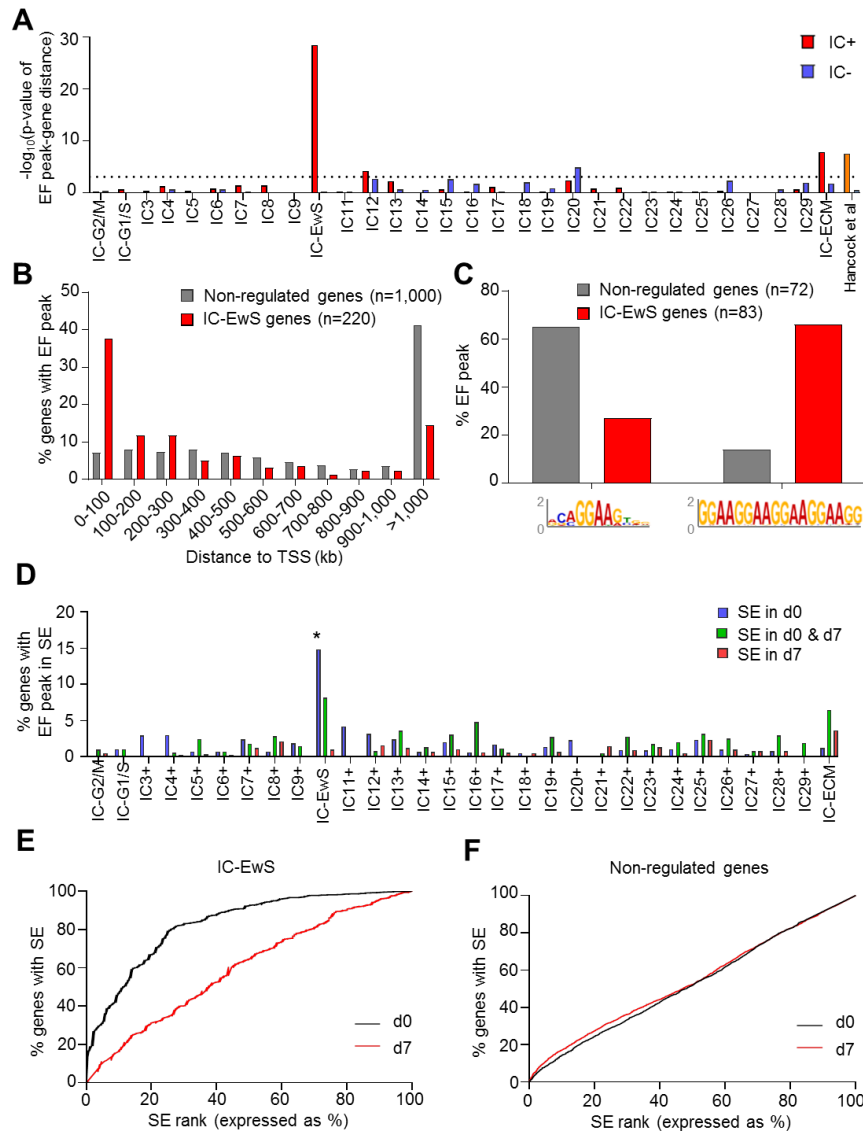 A
−log10(p-value of
EF peak-gene distance)
30
20
10
0
IC+
IC-
IC-G2/M
IC-G1/S
IC3
IC4
IC5
IC6
IC7
IC8
IC9
IC-EwS
IC11
IC12
IC13
IC14
IC15
IC16
IC17
IC18
IC19
IC20
IC21
IC22
IC23
IC24
IC25
IC26
IC27
IC28
IC29
IC-ECM
Hancock et al
B
% genes with EF peak
50
40
30
20
10
0
Non-regulated genes (n=1,000)
IC-EwS genes (n=220)
0-100
100-200
200-300
300-400
400-500
500-600
600-700
700-800
800-900
900-1,000
>1,000
Distance to TSS (kb)
C
% EF peak
80
60
40
20
0
Non-regulated genes (n=72)
IC-EwS genes (n=83)
2
0
ACAGGAAGTGG
2
0
GGAAGGAAGGAAGGAAGG
D
% genes with
EF peak in SE
20
15
10
5
0
*
SE in d0
SE in d0 & d7
SE in d7
IC-G2/M
IC-G1/S
IC3+
IC4+
IC5+
IC6+
IC7+
IC8+
IC9+
IC-EwS
IC11+
IC12+
IC13+
IC14+
IC15+
IC16+
IC17+
IC18+
IC19+
IC20+
IC21+
IC22+
IC23+
IC24+
IC25+
IC26+
IC27+
IC28+
IC29+
IC-ECM
E
IC-EwS
% genes with SE
100
80
60
40
20
0
d0
d7
0 20 40 60 80 100
SE rank (expressed as %)
F
Non-regulated genes
% genes with SE
100
80
60
40
20
0
d0
d7
0 20 40 60 80 100
SE rank (expressed as %)